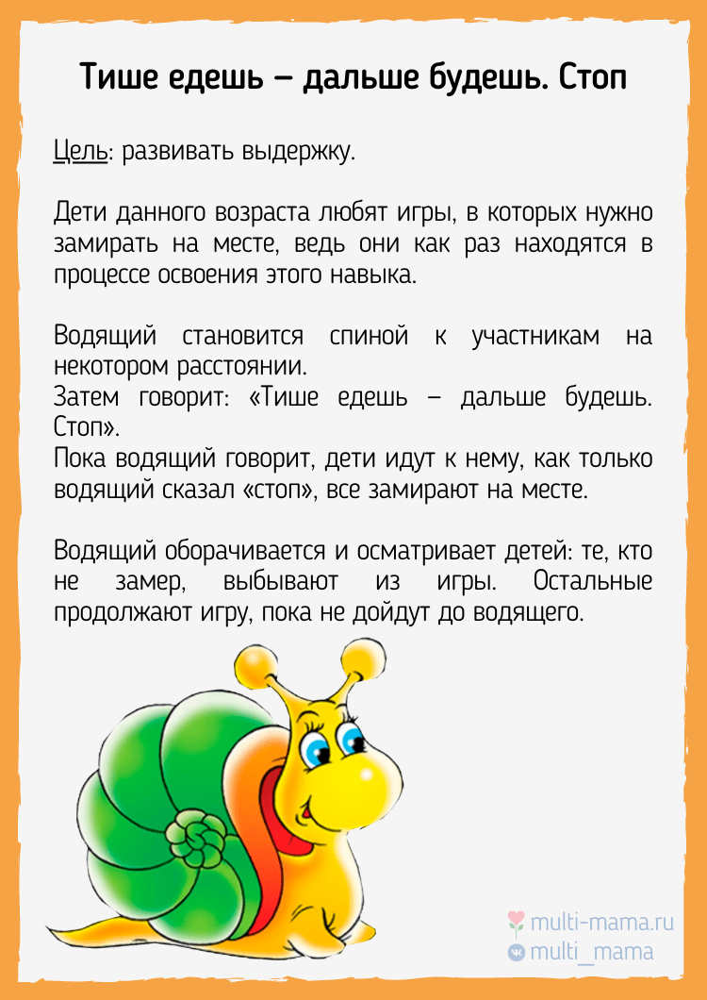 Тише едешь – дальше будешь. Стоп
Цель: развивать выдержку.
Дети данного возраста любят игры, в которых нужно
замирать на месте, ведь они как раз находятся в
процессе освоения этого навыка.
Водящий становится спиной к участникам на
некотором расстоянии.
Затем говорит: «Тише едешь – дальше будешь.
Стоп».
Пока водящий говорит, дети идут к нему, как только
водящий сказал «стоп», все замирают на месте.
Водящий оборачивается и осматривает детей: те, кто
не замер, выбывают из игры. Остальные
продолжают игру, пока не дойдут до водящего.
multi-mama.ru
multi_mama